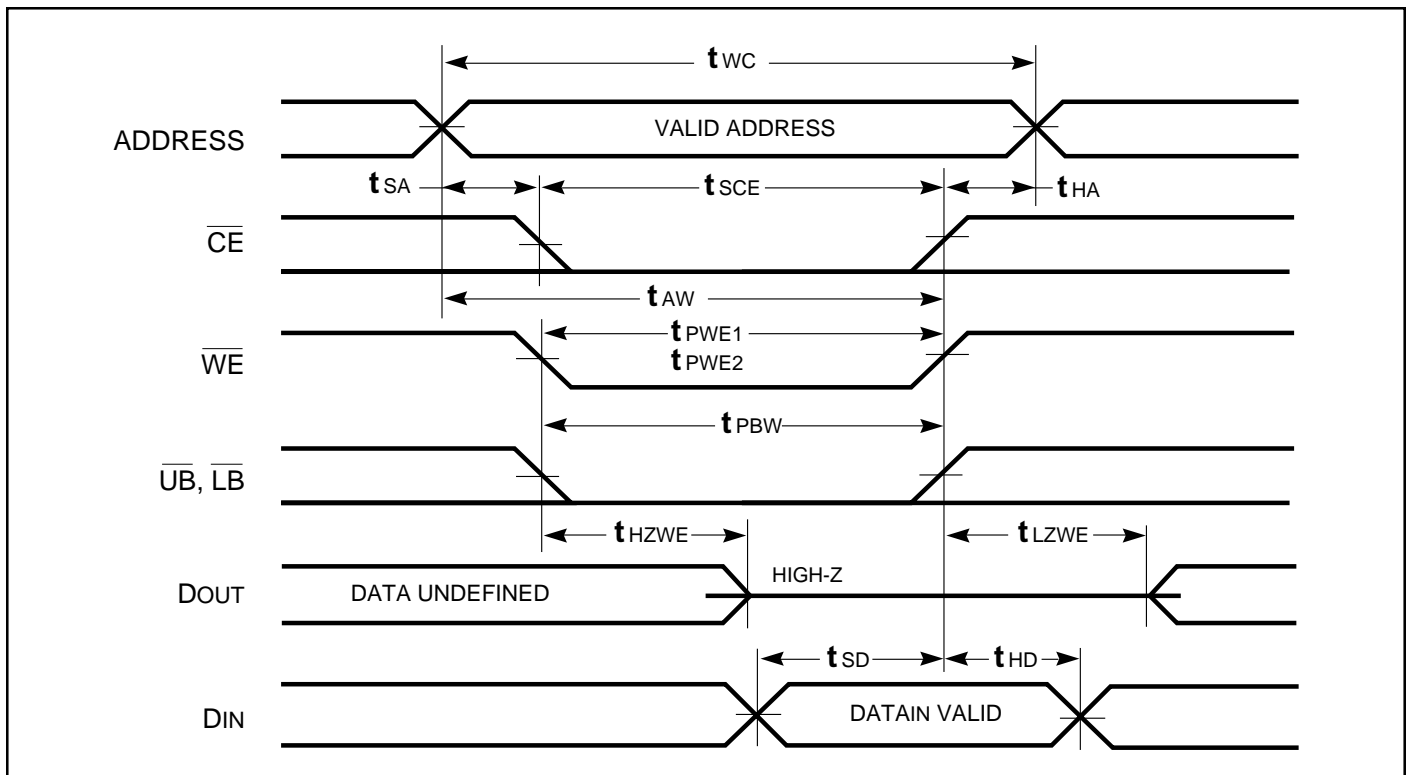 tWC
ADDRESS
VALID ADDRESS
tSA
tSCE
tHA
CE
tAW
tPWE1
tPWE2
WE
tPBW
UB, LB
tHZWE
tLZWE
DOUT
DATA UNDEFINED
HIGH-Z
tSD
tHD
DIN
DATAIN VALID